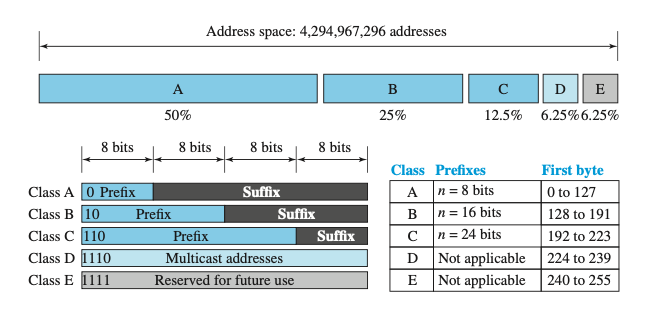 Address space: 4,294,967,296 addresses
A B C D E
50% 25% 12.5% 6.25% 6.25%
8 bits 8 bits 8 bits 8 bits
Class A 0 Prefix Suffix
Class B 10 Prefix Suffix
Class C 110 Prefix Suffix
Class D 1110 Multicast addresses
Class E 1111 Reserved for future use
Class Prefixes First byte
A n = 8 bits 0 to 127
B n = 16 bits 128 to 191
C n = 24 bits 192 to 223
D Not applicable 224 to 239
E Not applicable 240 to 255